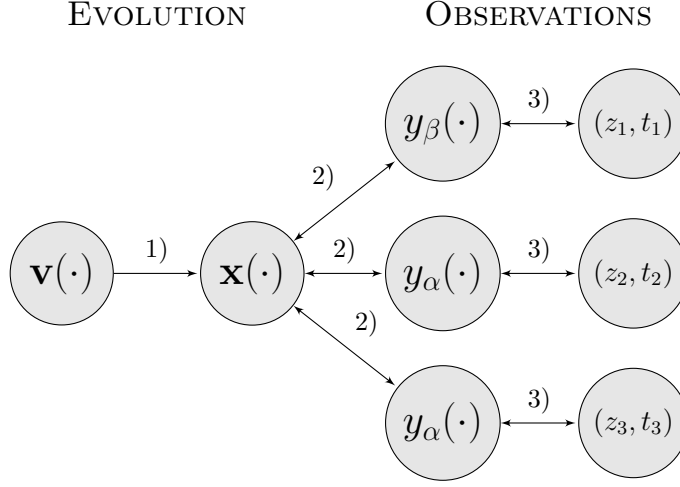 EVOLUTION OBSERVATIONS
y_β(·) 3) (z_1, t_1)
2)
v(·) 1) x(·) 2) y_α(·) 3) (z_2, t_2)
2)
y_α(·) 3) (z_3, t_3)